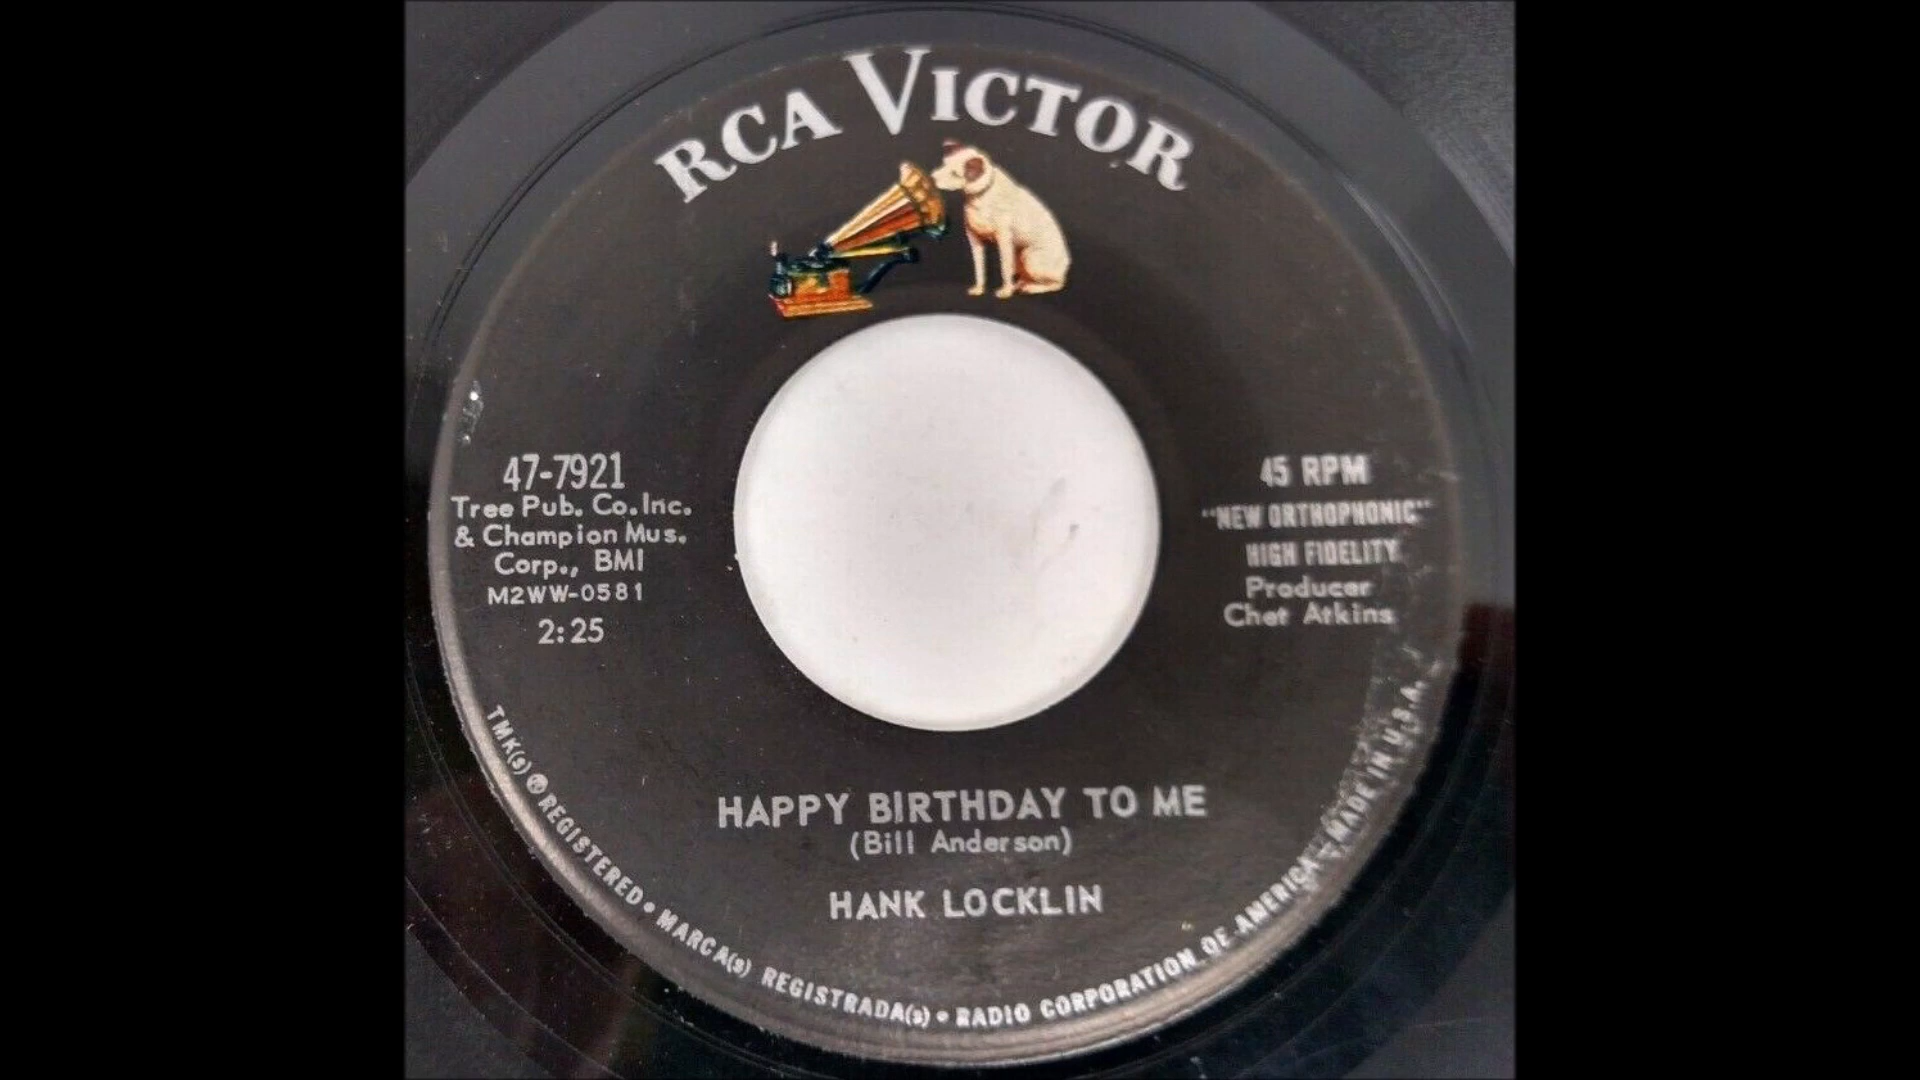 RCA VICTOR
47-7921
Tree Pub. Co. Inc.
& Champion Mus.
Corp., BMI
M2WW-0581
2:25
45 RPM
"NEW ORTHOPHONIC"
HIGH FIDELITY
Producer
Chet Atkins
HAPPY BIRTHDAY TO ME
(Bill Anderson)
HANK LOCKLIN
TMK(s) ® REGISTERED • MARCA(s) REGISTRADA(s) • RADIO CORPORATION OF AMERICA—MADE IN U.S.A.